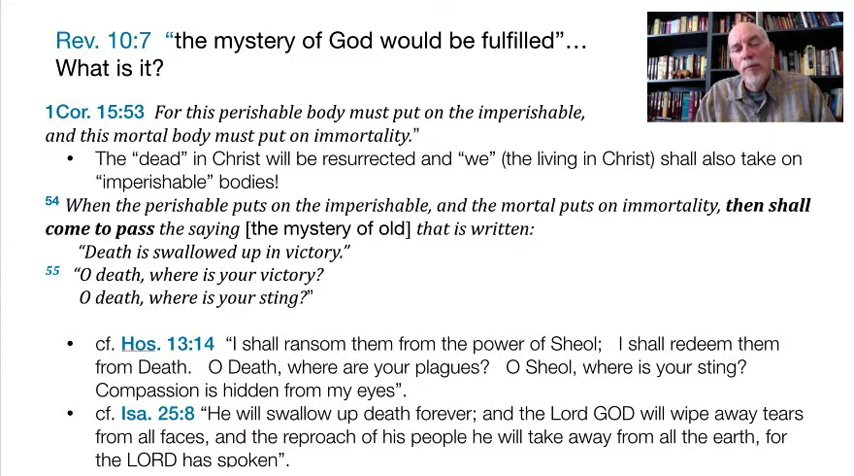 Rev. 10:7 “the mystery of God would be fulfilled”…
What is it?
1Cor. 15:53 For this perishable body must put on the imperishable,
and this mortal body must put on immortality.”
• The “dead” in Christ will be resurrected and “we” (the living in Christ) shall also take on
“imperishable” bodies!
54 When the perishable puts on the imperishable, and the mortal puts on immortality, then shall
come to pass the saying [the mystery of old] that is written:
“Death is swallowed up in victory.”
55 “O death, where is your victory?
O death, where is your sting?”
• cf. Hos. 13:14 “I shall ransom them from the power of Sheol; I shall redeem them
from Death. O Death, where are your plagues? O Sheol, where is your sting?
Compassion is hidden from my eyes”.
• cf. Isa. 25:8 “He will swallow up death forever; and the Lord GOD will wipe away tears
from all faces, and the reproach of his people he will take away from all the earth, for
the LORD has spoken”.